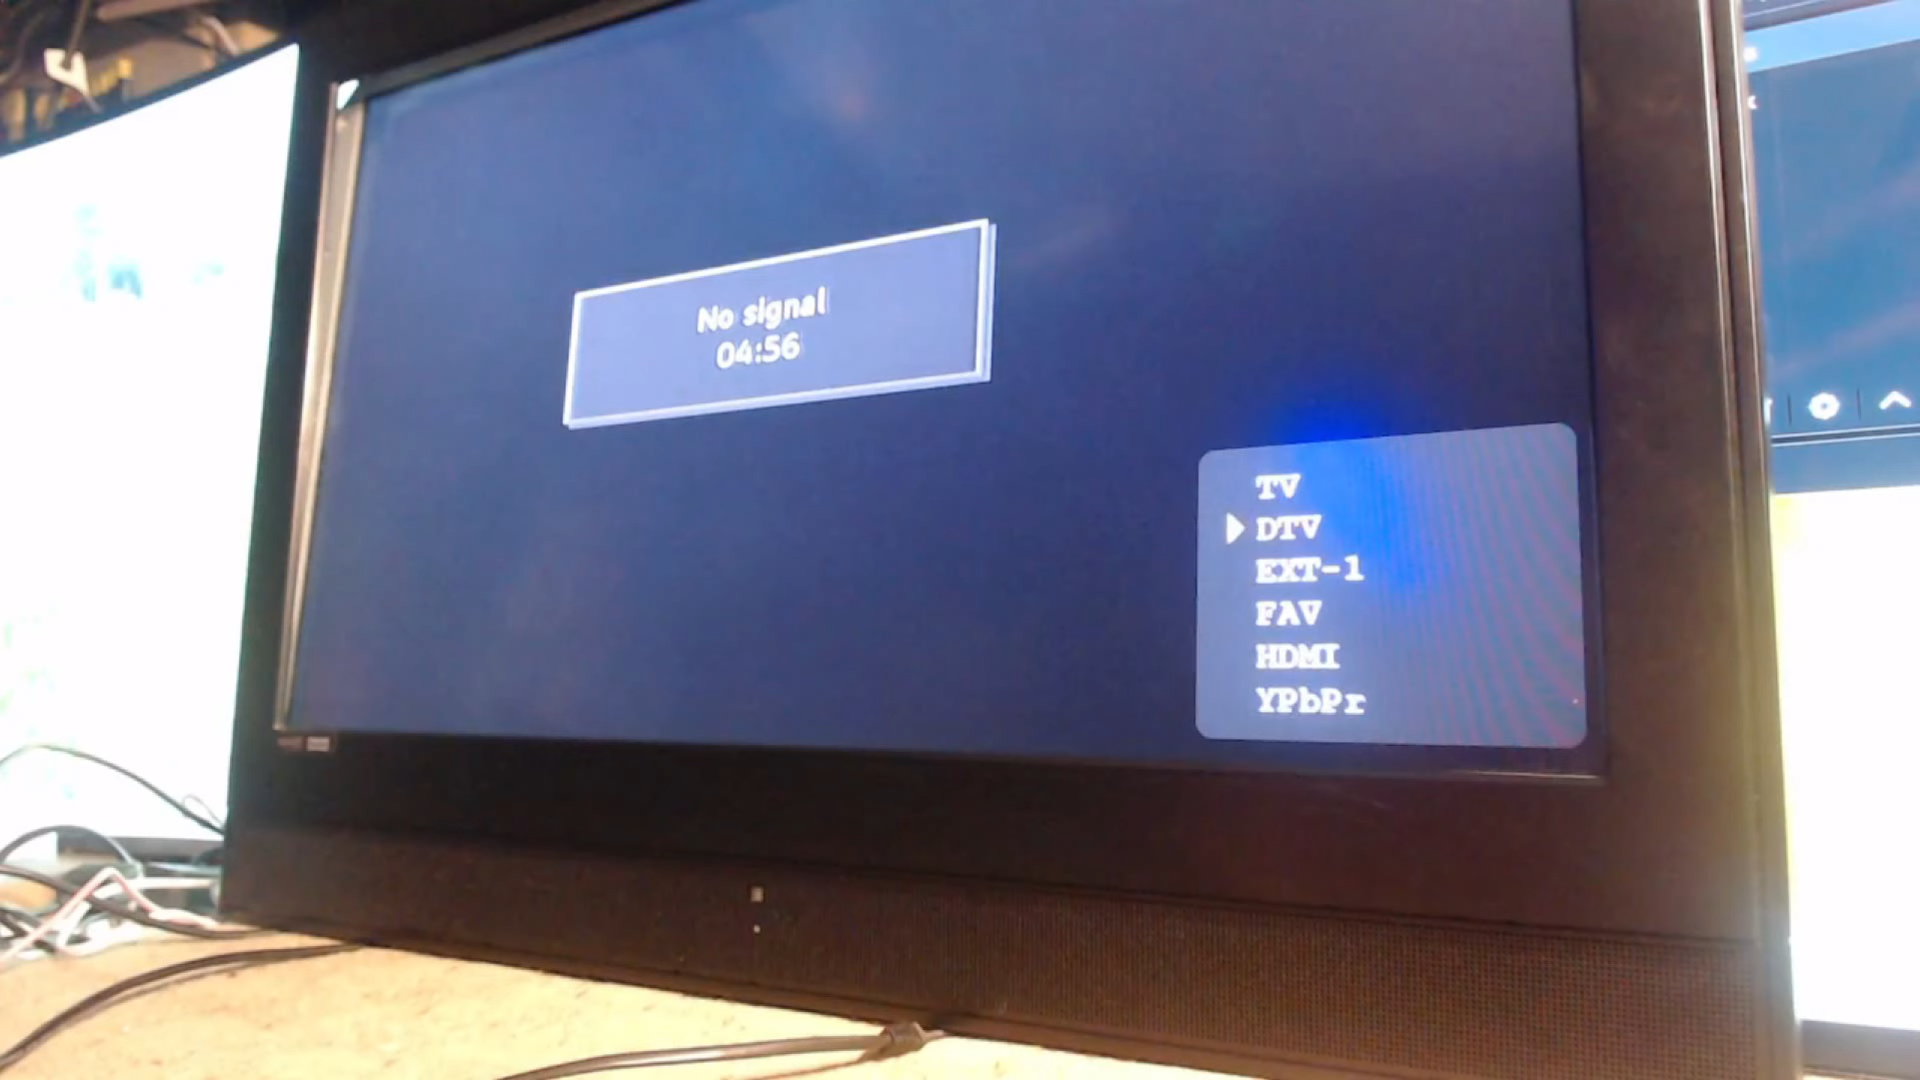 No signal
04:56
TV
DTV
EXT-1
FAV
HDMI
YPbPr